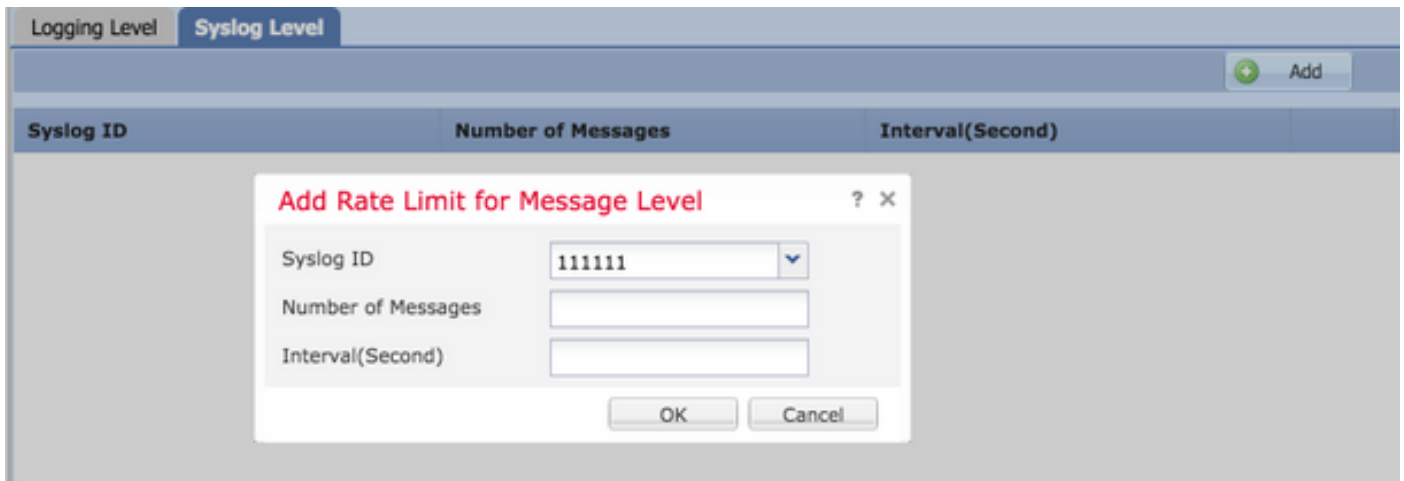 Logging Level Syslog Level
Add
Syslog ID Number of Messages Interval(Second)
Add Rate Limit for Message Level ?
Syslog ID 111111
Number of Messages
Interval(Second)
OK Cancel